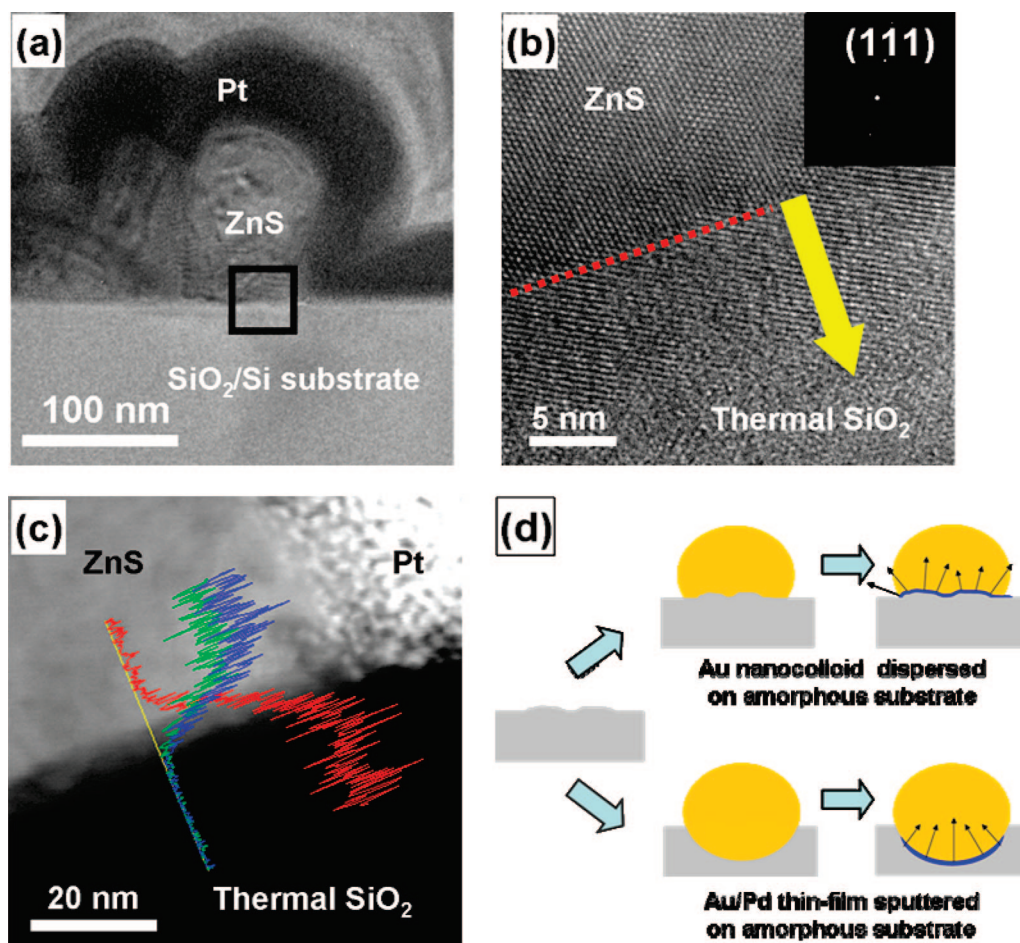 (a)
Pt
ZnS
SiO₂/Si substrate
100 nm
(b)
(111)
ZnS
5 nm
Thermal SiO₂
(c)
ZnS
Pt
20 nm
Thermal SiO₂
(d)
Au nanocolloid dispersed
on amorphous substrate
Au/Pd thin-film sputtered
on amorphous substrate